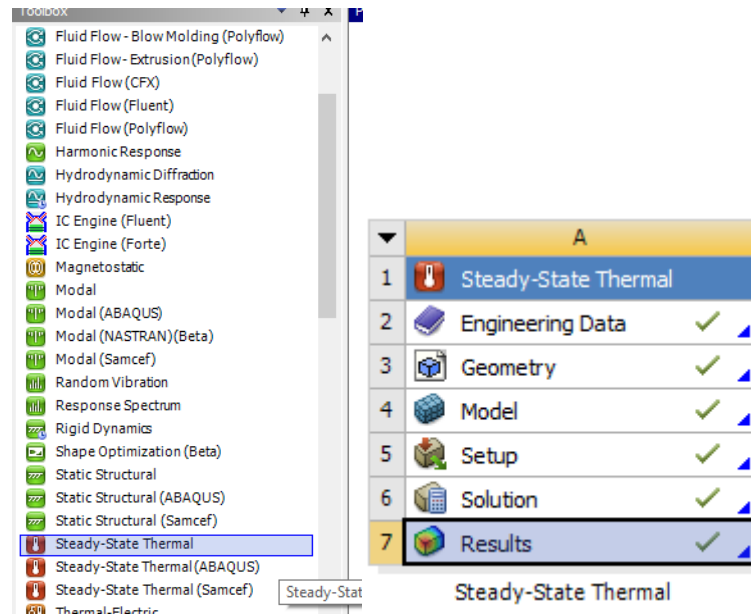 Toolbox
Fluid Flow - Blow Molding (Polyflow)
Fluid Flow - Extrusion (Polyflow)
Fluid Flow (CFX)
Fluid Flow (Fluent)
Fluid Flow (Polyflow)
Harmonic Response
Hydrodynamic Diffraction
Hydrodynamic Response
IC Engine (Fluent)
IC Engine (Forte)
Magnetostatic
Modal
Modal (ABAQUS)
Modal (NASTRAN) (Beta)
Modal (Samcef)
Random Vibration
Response Spectrum
Rigid Dynamics
Shape Optimization (Beta)
Static Structural
Static Structural (ABAQUS)
Static Structural (Samcef)
Steady-State Thermal
Steady-State Thermal (ABAQUS)
Steady-State Thermal (Samcef)
Steady-Stat
Thermal-Electric
A
1 Steady-State Thermal
2 Engineering Data
3 Geometry
4 Model
5 Setup
6 Solution
7 Results
Steady-State Thermal